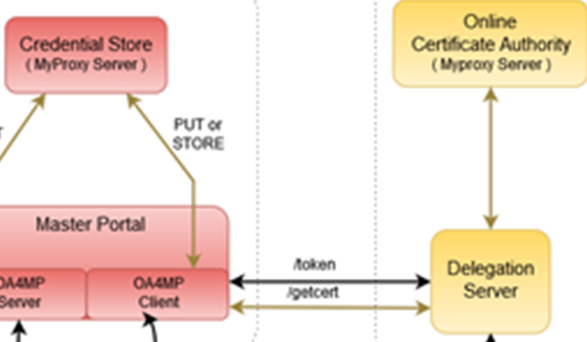 Online
Certificate Authority
( Myproxy Server )
Credential Store
( MyProxy Server )
PUT or
STORE
Master Portal
OA4MP
Server
OA4MP
Client
/token
/getcert
Delegation
Server